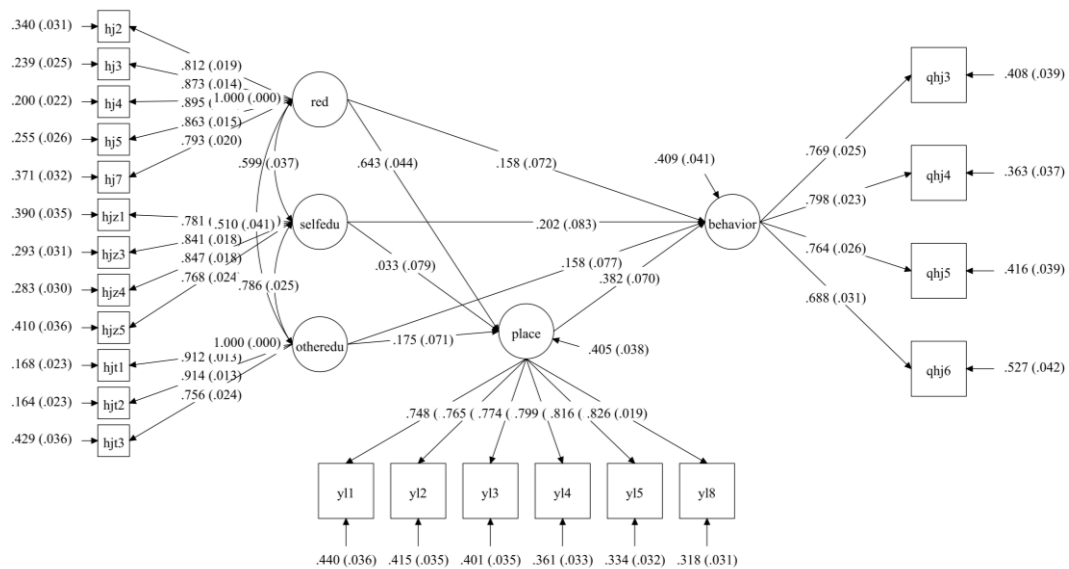 .340 (.031)
hj2
.239 (.025)
hj3
.200 (.022)
hj4
.255 (.026)
hj5
.371 (.032)
hj7
.390 (.035)
hjz1
.293 (.031)
hjz3
.283 (.030)
hjz4
.410 (.036)
hjz5
.168 (.023)
hjt1
.164 (.023)
hjt2
.429 (.036)
hjt3
.812 (.019)
.873 (.014)
.895
1.000 (.000)
.863 (.015)
.793 (.020)
red
.599 (.037)
.781
.510 (.041)
.841 (.018)
.847 (.018)
.768 (.024)
selfedu
.786 (.025)
1.000 (.000)
.912 (.013)
.914 (.013)
.756 (.024)
otheredu
.643 (.044)
.158 (.072)
.202 (.083)
.033 (.079)
.158 (.077)
.382 (.070)
.175 (.071)
place
.405 (.038)
.409 (.041)
behavior
.769 (.025)
.798 (.023)
.764 (.026)
.688 (.031)
qhj3
.408 (.039)
qhj4
.363 (.037)
qhj5
.416 (.039)
qhj6
.527 (.042)
.748 ( .765 ( .774 ( .799 ( .816 ( .826 (.019)
yl1 yl2 yl3 yl4 yl5 yl8
.440 (.036) .415 (.035) .401 (.035) .361 (.033) .334 (.032) .318 (.031)